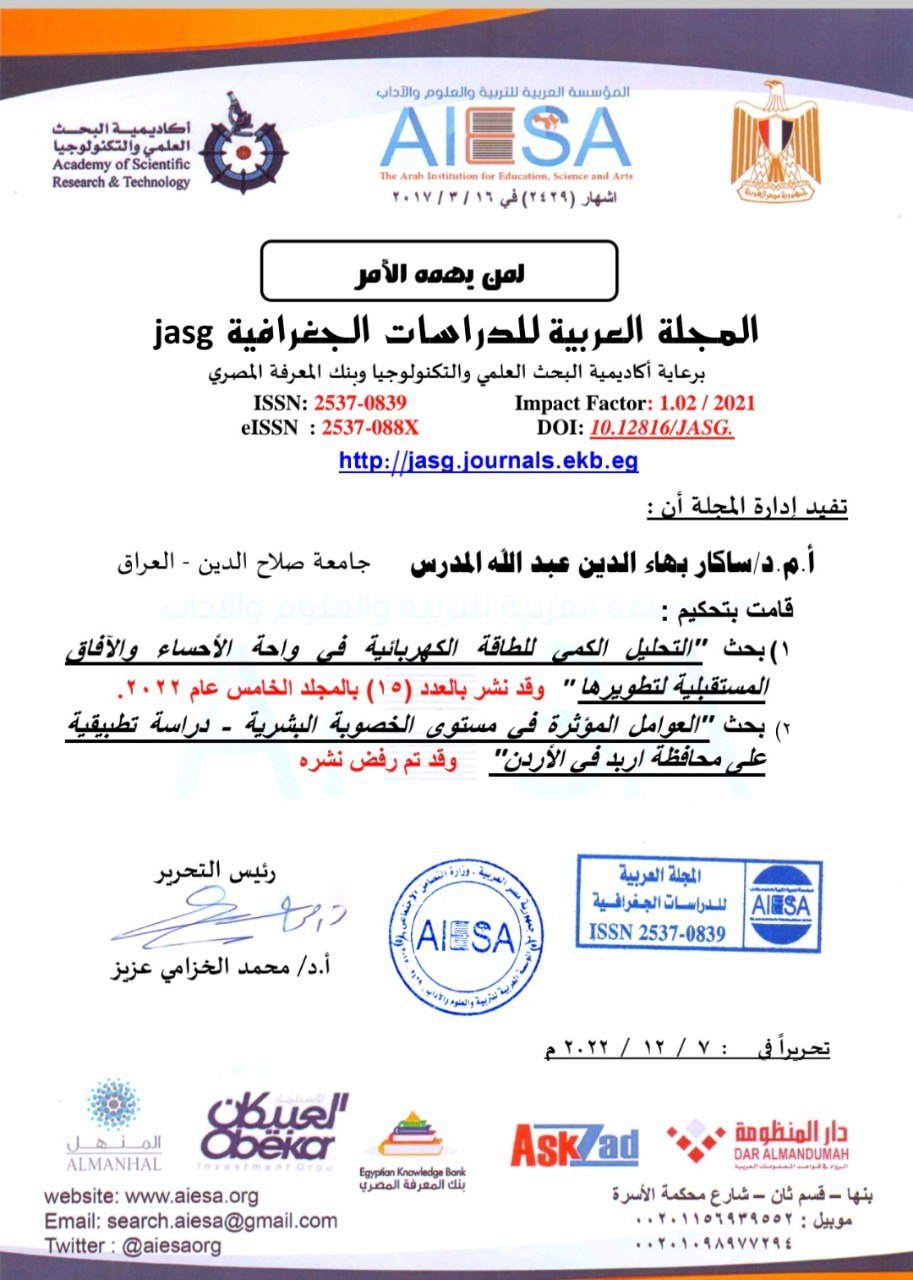 أكاديمية البحث
العلمي والتكنولوجيا
Academy of Scientific
Research & Technology
المؤسسة العربية للتربية والعلوم والآداب
AIESA
The Arab Institution for Education, Science and Arts
اشهار (٢٤٢٩) في ١٦ / ٣ / ٢٠١٧
لمن يهمه الأمر
المجلة العربية للدراسات الجغرافية jasg
برعاية أكاديمية البحث العلمي والتكنولوجيا وبنك المعرفة المصري
ISSN: 2537-0839 Impact Factor: 1.02 / 2021
eISSN : 2537-088X DOI: 10.12816/JASG.
http://jasg.journals.ekb.eg
تفيد إدارة المجلة أن :
أ.م.د/ساكار بهاء الدين عبد الله المدرس جامعة صلاح الدين - العراق
قامت بتحكيم :
١) بحث "التحليل الكمي للطاقة الكهربائية في واحة الأحساء والآفاق
المستقبلية لتطويرها" وقد نشر بالعدد (١٥) بالمجلد الخامس عام ٢٠٢٢.
٢) بحث "العوامل المؤثرة في مستوى الخصوبة البشرية - دراسة تطبيقية
على محافظة اربد في الأردن" وقد تم رفض نشره
رئيس التحرير
أ.د/ محمد الخزامي عزيز
AIESA
المجلة العربية
للدراسات الجغرافية
ISSN 2537-0839
AIESA
تحريراً في : ٧ / ١٢ / ٢٠٢٢ م
المنهل
ALMANHAL
العبيكان
Obekan
Egyptian Knowledge Bank
بنك المعرفة المصري
AskZad
دار المنظومة
DAR ALMANDUMAH
الرواد في قواعد المعلومات العربية
website: www.aiesa.org
Email: search.aiesa@gmail.com
Twitter : @aiesaorg
بنها – قسم ثان – شارع محكمة الأسرة
موبيل : ٠٠٢٠١١٥٦٩٣٩٥٥٢
٠٠٢٠١٠٩٨٩٧٧٢٩٤